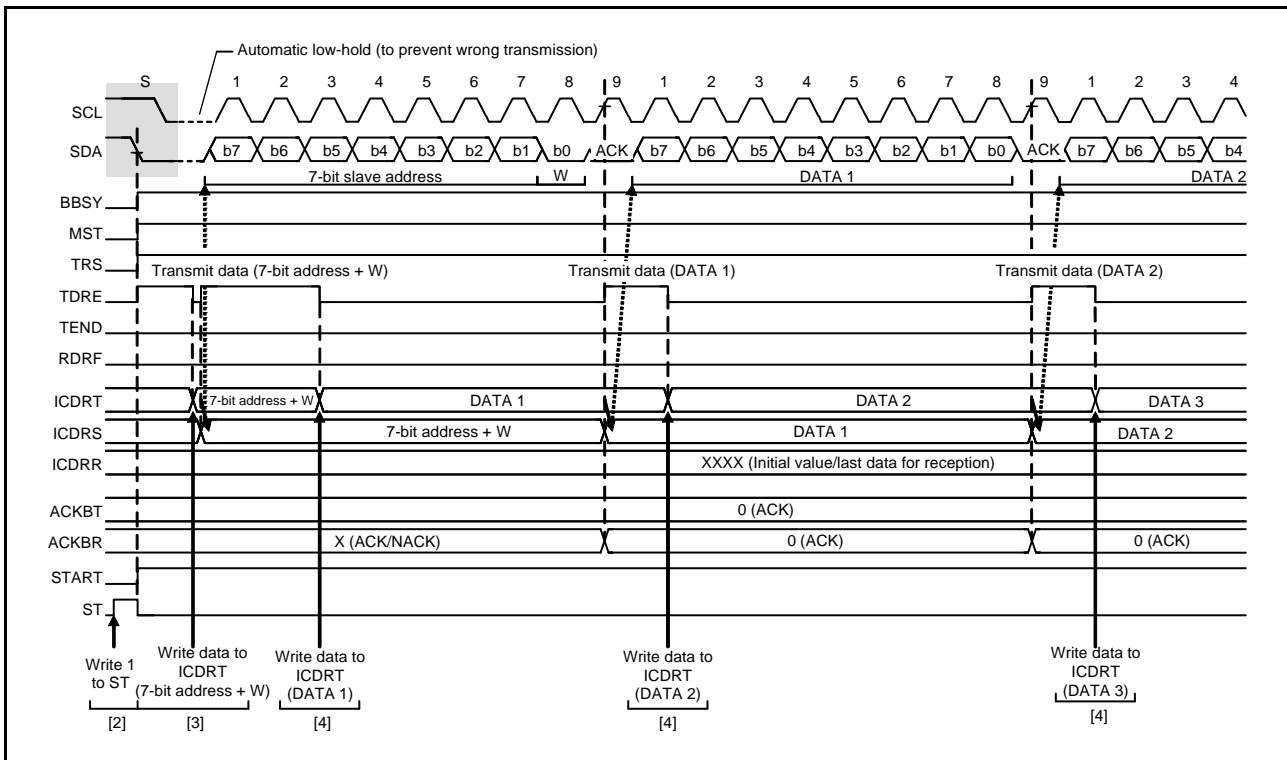 Automatic low-hold (to prevent wrong transmission)
S 1 2 3 4 5 6 7 8 9 1 2 3 4 5 6 7 8 9 1 2 3 4
SCL
SDA b7 b6 b5 b4 b3 b2 b1 b0 ACK b7 b6 b5 b4 b3 b2 b1 b0 ACK b7 b6 b5 b4
7-bit slave address W DATA 1 DATA 2
BBSY
MST
TRS
Transmit data (7-bit address + W) Transmit data (DATA 1) Transmit data (DATA 2)
TDRE
TEND
RDRF
ICDRT 7-bit address + W DATA 1 DATA 2 DATA 3
ICDRS 7-bit address + W DATA 1 DATA 2
ICDRR XXXX (Initial value/last data for reception)
ACKBT 0 (ACK)
ACKBR X (ACK/NACK) 0 (ACK) 0 (ACK)
START
ST
Write 1
to ST
[2]
Write data to
ICDRT
(7-bit address + W)
[3]
Write data to
ICDRT
(DATA 1)
[4]
Write data to
ICDRT
(DATA 2)
[4]
Write data to
ICDRT
(DATA 3)
[4]